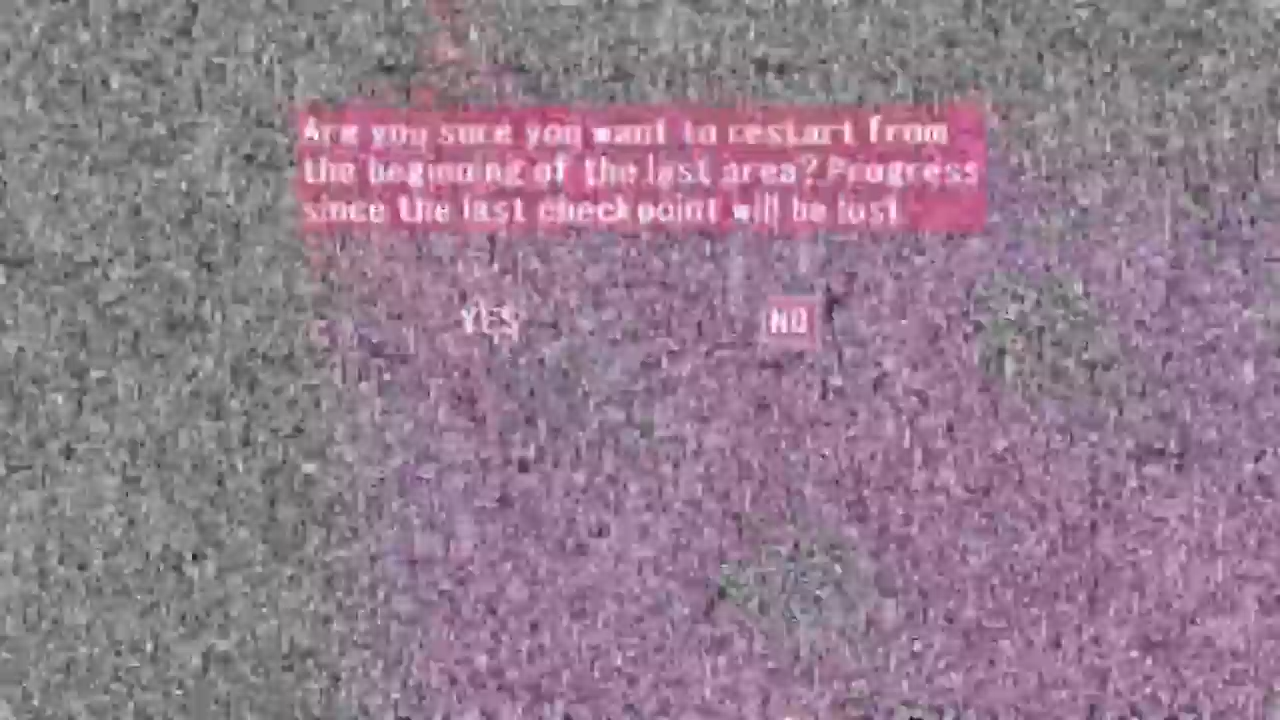 Are you sure you want to restart from
the beginning of the last area? Progress
since the last checkpoint will be lost.
YES
NO